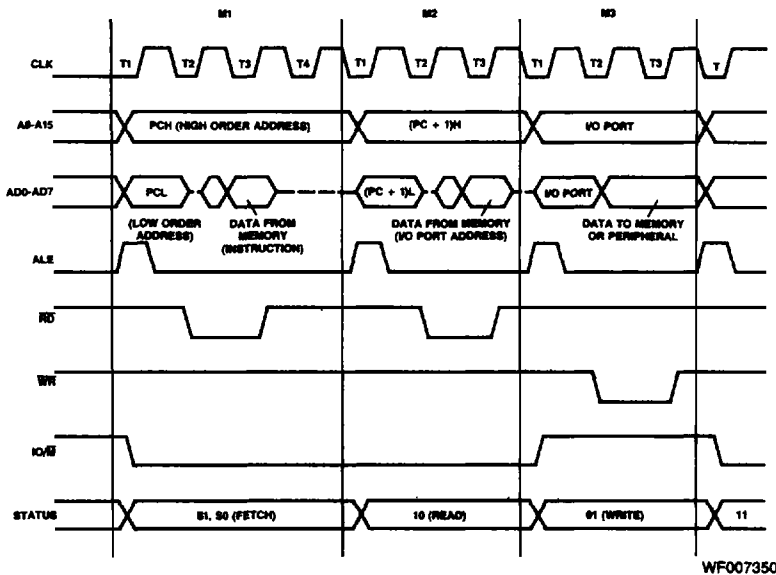 M1 M2 M3
CLK T1 T2 T3 T4 T1 T2 T3 T1 T2 T3 T
A8-A15 PCH (HIGH ORDER ADDRESS) (PC + 1)H I/O PORT
AD0-AD7 PCL (PC + 1)L I/O PORT
(LOW ORDER ADDRESS)
DATA FROM MEMORY (INSTRUCTION)
DATA FROM MEMORY (I/O PORT ADDRESS)
DATA TO MEMORY OR PERIPHERAL
ALE
RD
WR
IO/M
STATUS S1, S0 (FETCH) 10 (READ) 01 (WRITE) 11
WF007350